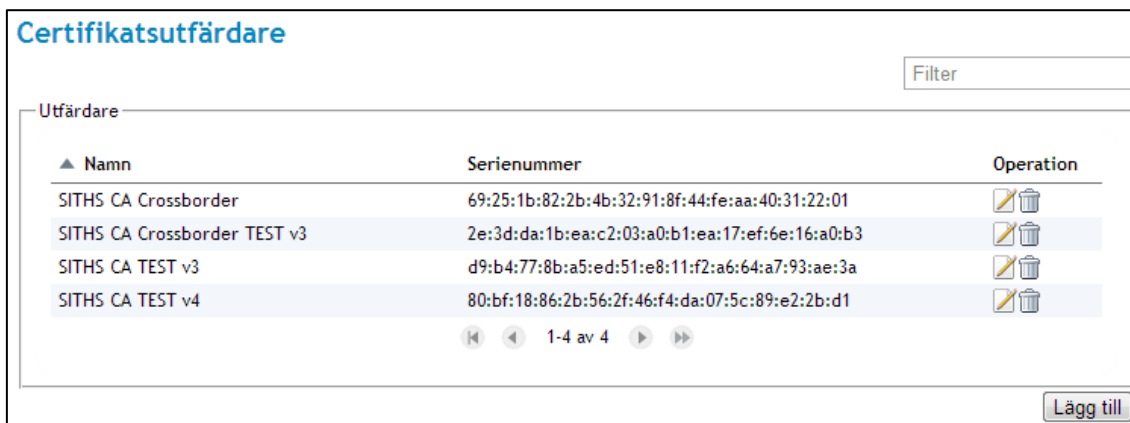 Certifikatsutfärdare
Filter
Utfärdare
Namn Serienummer Operation
SITHS CA Crossborder 69:25:1b:82:2b:4b:32:91:8f:44:fe:aa:40:31:22:01
SITHS CA Crossborder TEST v3 2e:3d:da:1b:ea:c2:03:a0:b1:ea:17:ef:6e:16:a0:b3
SITHS CA TEST v3 d9:b4:77:8b:a5:ed:51:e8:11:f2:a6:64:a7:93:ae:3a
SITHS CA TEST v4 80:bf:18:86:2b:56:2f:46:f4:da:07:5c:89:e2:2b:d1
1-4 av 4
Lägg till